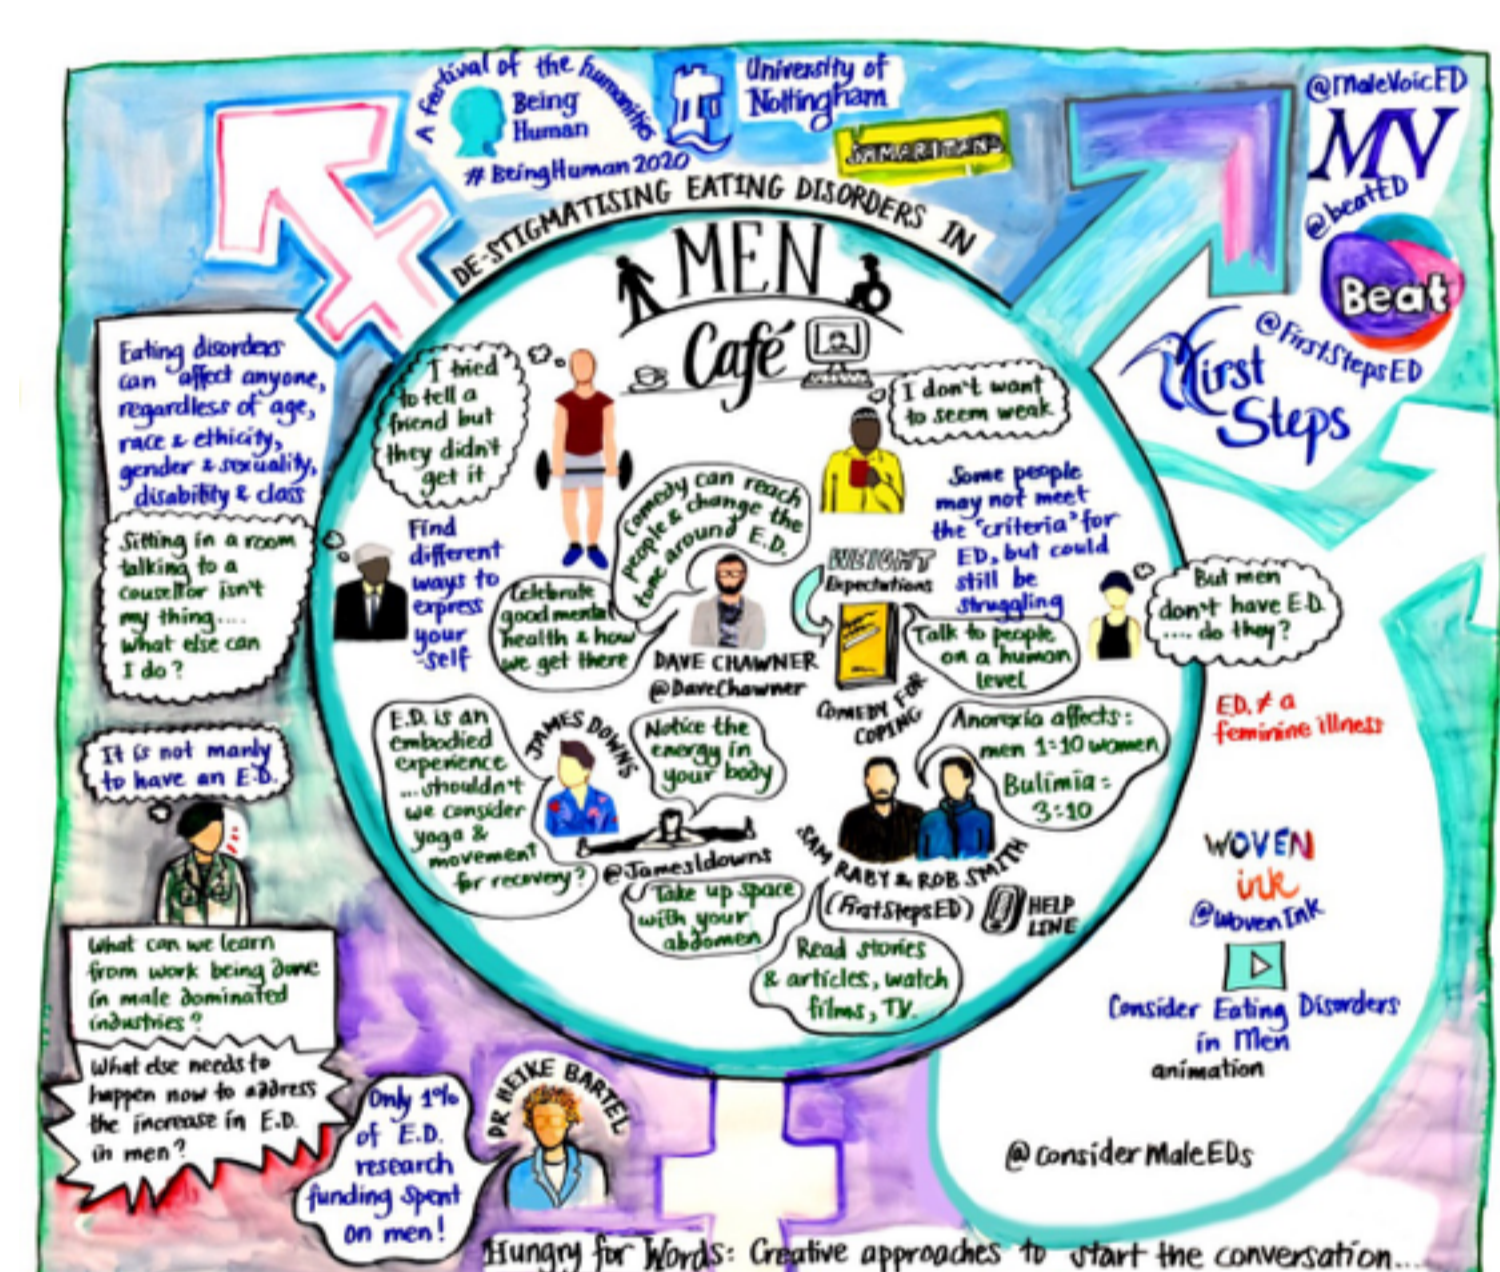 A festival of the humanities
Being
Human
# BeingHuman2020
University of
Nottingham
SAMARITANS
@MaleVoicED
MV
@beatED
Beat
@FirstStepsED
First
Steps
DE-STIGMATISING EATING DISORDERS IN
MEN
Café
Eating disorders
can affect anyone,
regardless of age,
race & ethicity,
gender & sexuality,
disability & class
Sitting in a room
talking to a
cousellor isn't
my thing....
what else can
I do?
It is not manly
to have an E.D.
What can we learn
from work being done
in male dominated
industries?
What else needs to
happen now to address
the increase in E.D.
in men?
I tried
to tell a
friend but
they didn't
get it
Find
different
ways to
express
your
-self
Comedy can reach
people & change the
tone around E.D.
Celebrate
good mental
health & how
we get there
DAVE CHAWNER
@DaveChawner
I don't want
to seem weak
Some people
may not meet
the "criteria" for
ED, but could
still be
struggling
WEIGHT
Expectations
COMEDY FOR
COPING
Talk to people
on a human
level
But men
don't have E.D.
.... do they?
ED. ≠ a
feminine illness
E.D. is an
embodied
experience
... shouldn't
we consider
yoga &
movement
for recovery?
JAMES DOWNS
Notice the
energy in
your body
@Jamesldowns
Take up space
with your
abdomen
Anorexia affects:
men 1:10 women
Bulimia =
3:10
SAM RABY & ROB SMITH
(FirstStepsED)
HELP
LINE
Read stories
& articles, watch
films, TV.
WOVEN
ink
@WovenInk
Consider Eating Disorders
in Men
animation
@considerMaleEDs
Only 1%
of E.D.
research
funding spent
on men!
DR HEIKE BARTEL
Hungry for Words: Creative approaches to start the conversation...